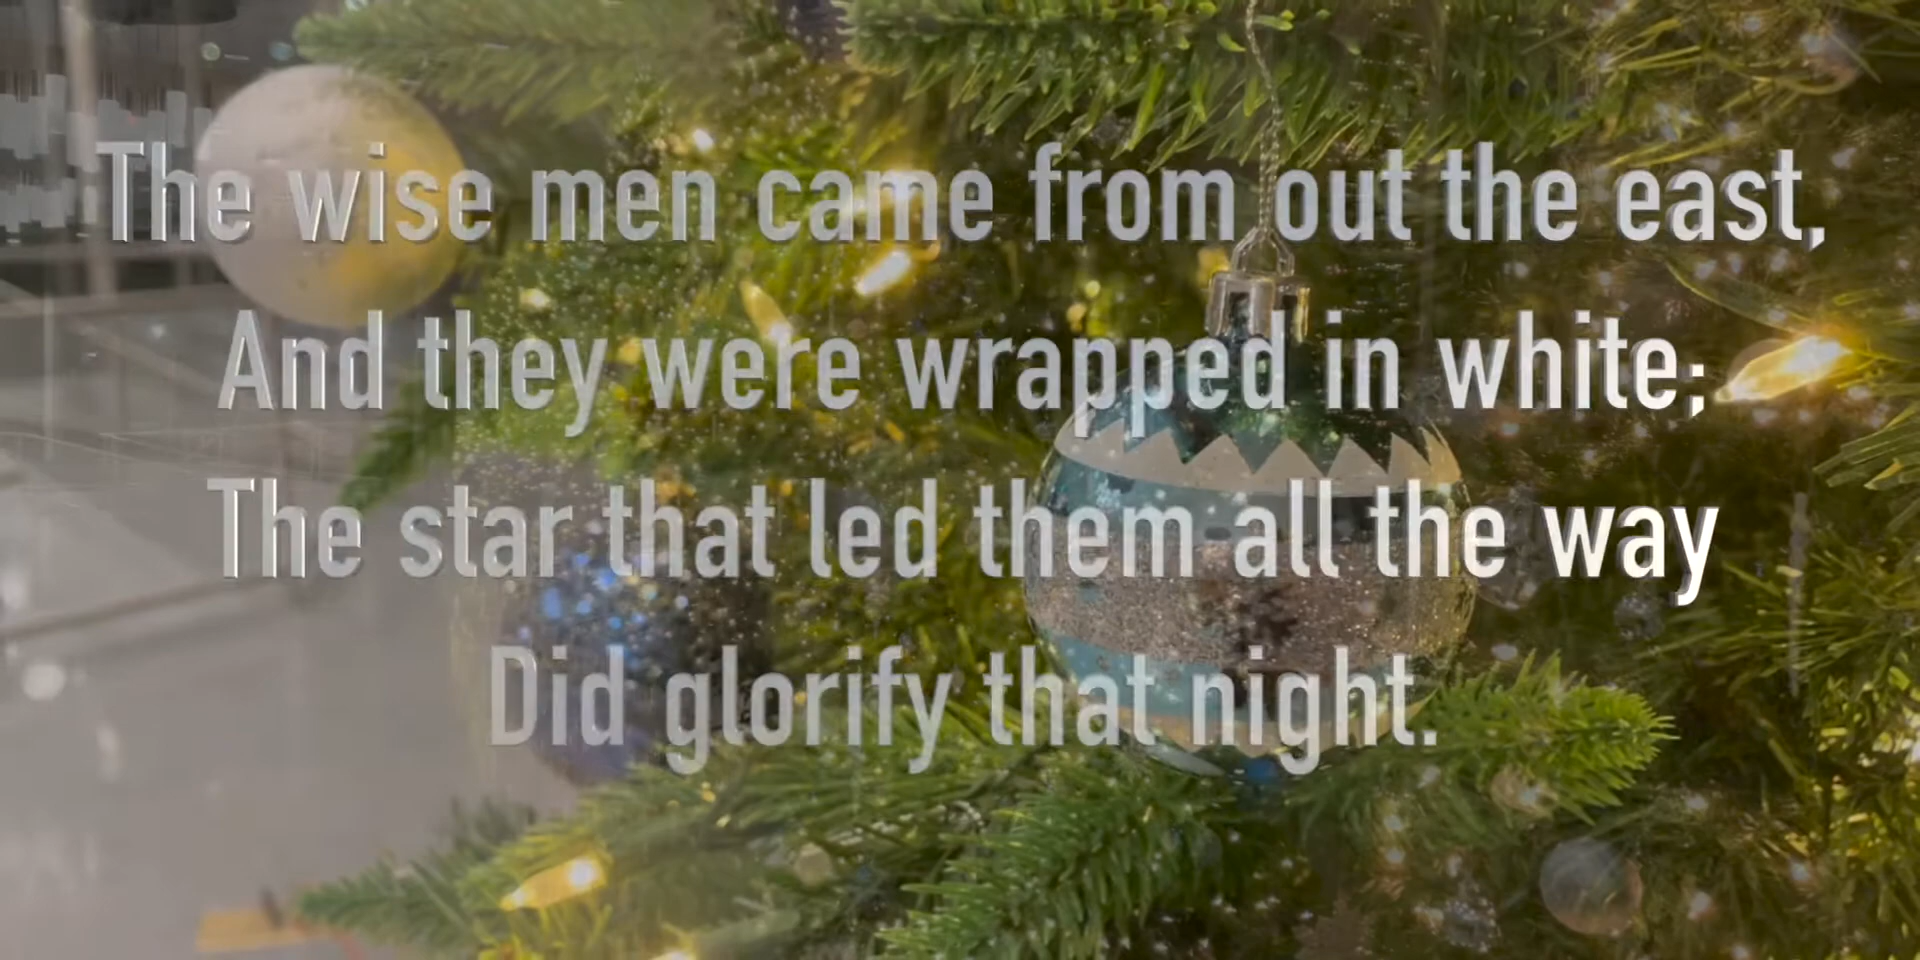 The wise men came from out the east,
And they were wrapped in white;
The star that led them all the way
Did glorify that night.